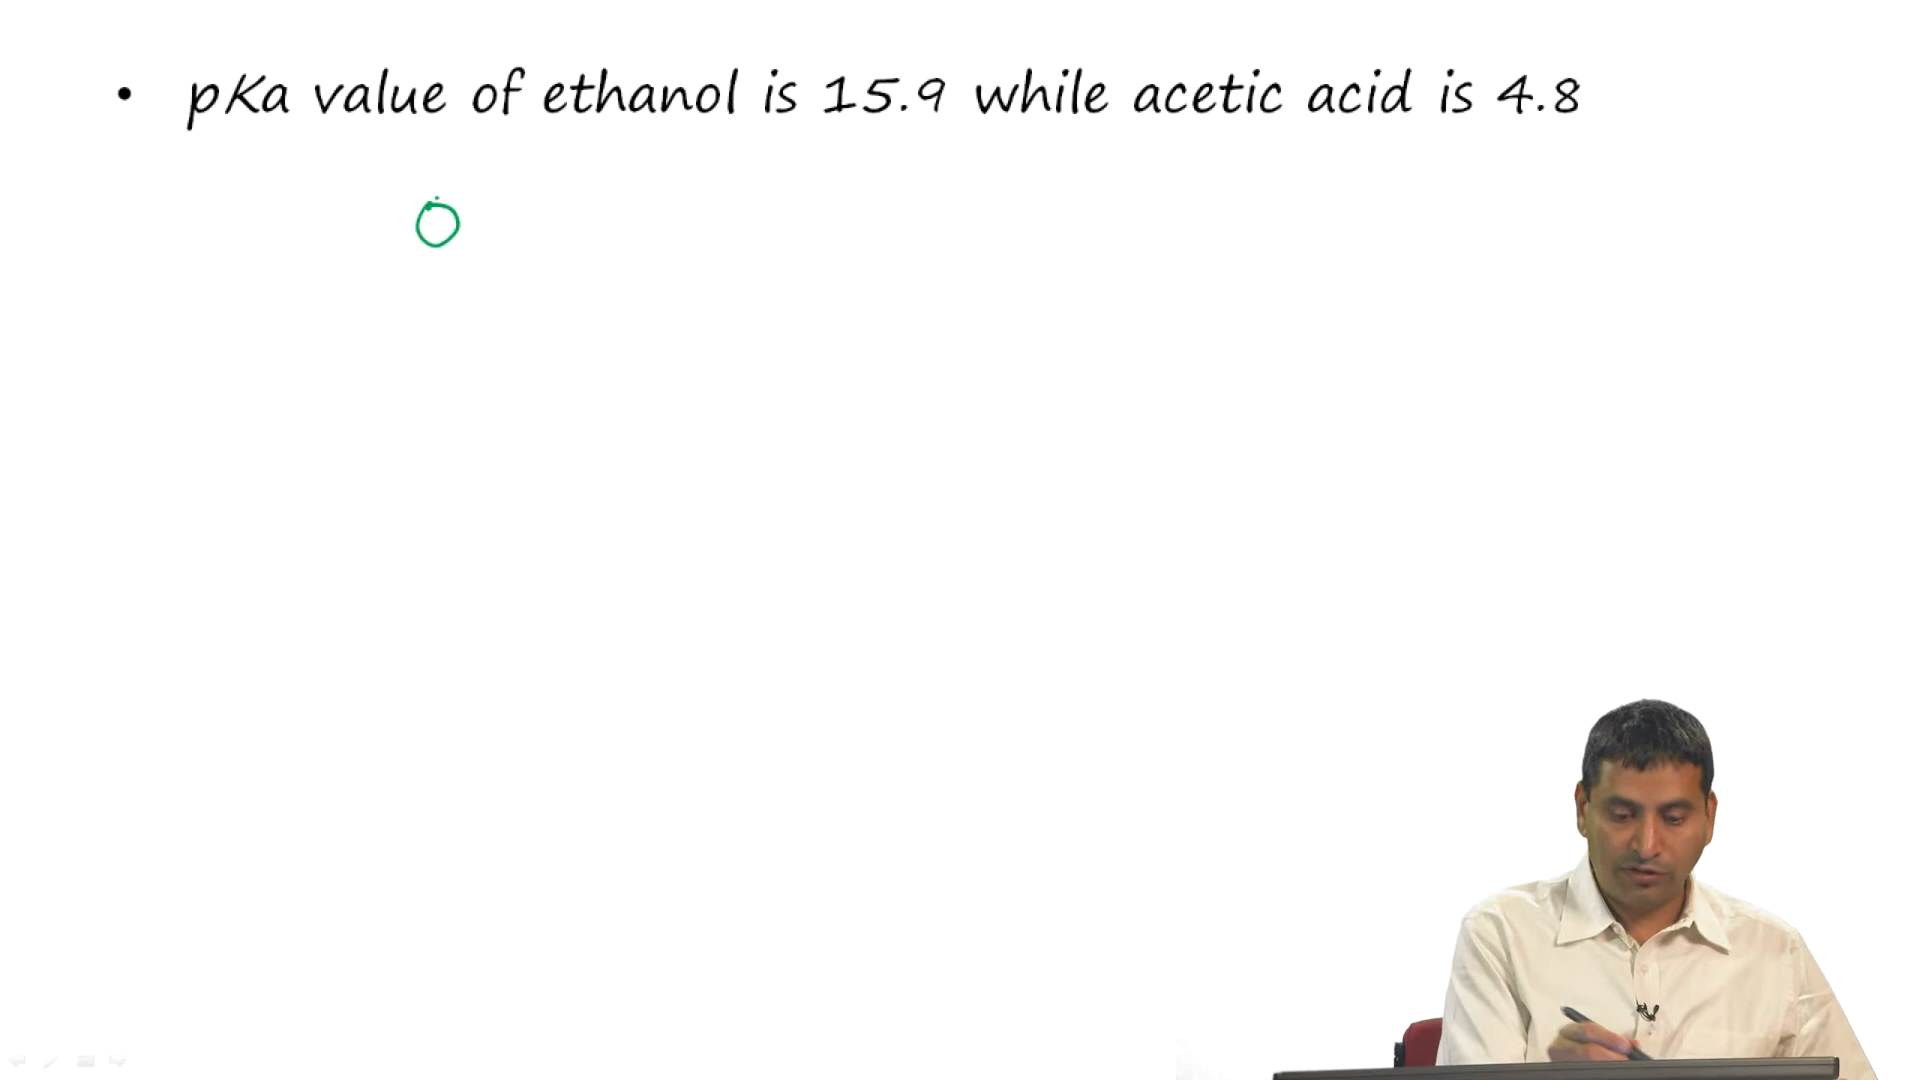 • pKa value of ethanol is 15.9 while acetic acid is 4.8
O